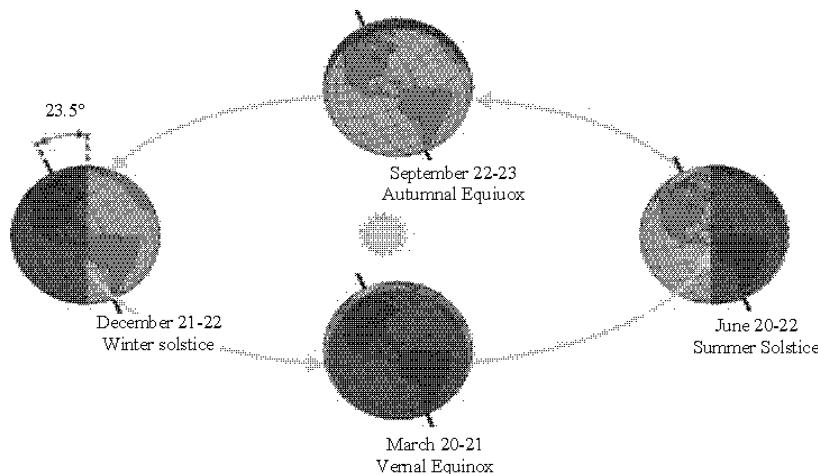 23.5°
September 22-23
Autumnal Equiuox
December 21-22
Winter solstice
June 20-22
Summer Solstice
March 20-21
Vernal Equinox